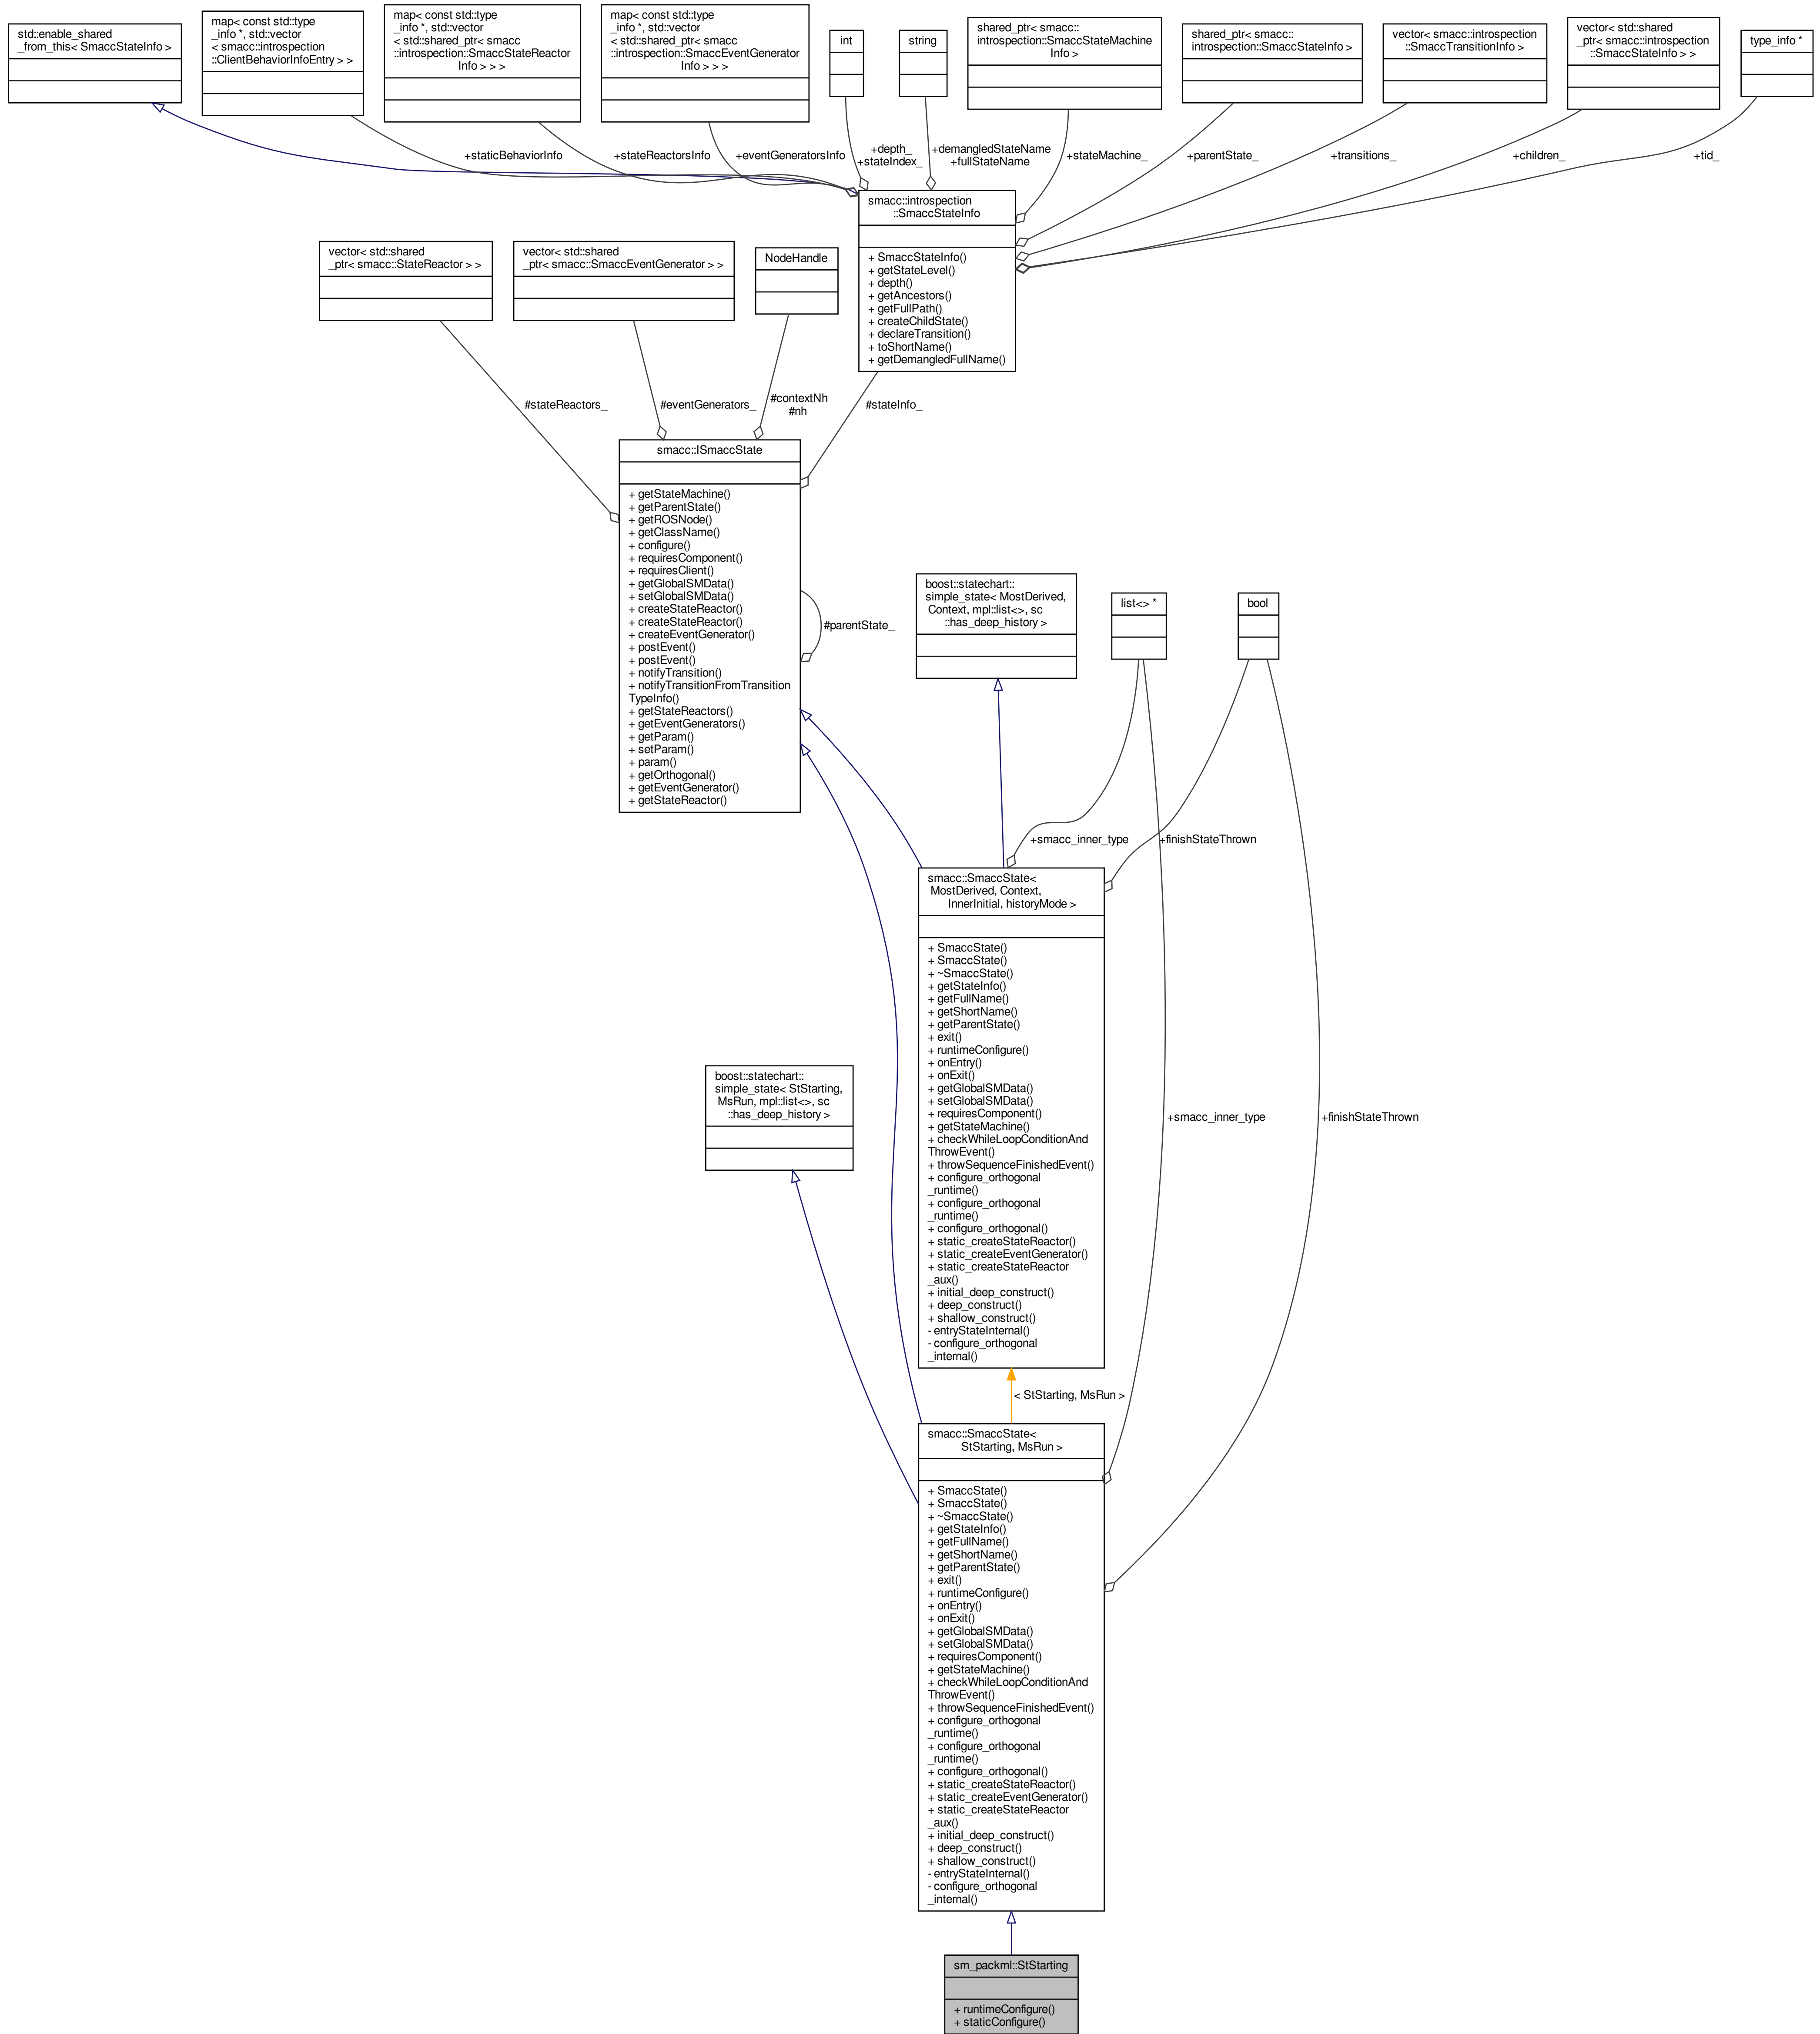 std::enable_shared
_from_this< SmaccStateInfo >
map< const std::type
_info *, std::vector
< smacc::introspection
::ClientBehaviorInfoEntry > >
map< const std::type
_info *, std::vector
< std::shared_ptr< smacc
::introspection::SmaccStateReactor
Info > > >
map< const std::type
_info *, std::vector
< std::shared_ptr< smacc
::introspection::SmaccEventGenerator
Info > > >
int
string
shared_ptr< smacc::
introspection::SmaccStateMachine
Info >
shared_ptr< smacc::
introspection::SmaccStateInfo >
vector< smacc::introspection
::SmaccTransitionInfo >
vector< std::shared
_ptr< smacc::introspection
::SmaccStateInfo > >
type_info *
+staticBehaviorInfo
+stateReactorsInfo
+eventGeneratorsInfo
+depth_
+stateIndex_
+demangledStateName
+fullStateName
+stateMachine_
+parentState_
+transitions_
+children_
+tid_
smacc::introspection
::SmaccStateInfo
+ SmaccStateInfo()
+ getStateLevel()
+ depth()
+ getAncestors()
+ getFullPath()
+ createChildState()
+ declareTransition()
+ toShortName()
+ getDemangledFullName()
vector< std::shared
_ptr< smacc::StateReactor > >
vector< std::shared
_ptr< smacc::SmaccEventGenerator > >
NodeHandle
#stateReactors_
#eventGenerators_
#contextNh
#nh
#stateInfo_
smacc::ISmaccState
+ getStateMachine()
+ getParentState()
+ getROSNode()
+ getClassName()
+ configure()
+ requiresComponent()
+ requiresClient()
+ getGlobalSMData()
+ setGlobalSMData()
+ createStateReactor()
+ createStateReactor()
+ createEventGenerator()
+ postEvent()
+ postEvent()
+ notifyTransition()
+ notifyTransitionFromTransition
TypeInfo()
+ getStateReactors()
+ getEventGenerators()
+ getParam()
+ setParam()
+ param()
+ getOrthogonal()
+ getEventGenerator()
+ getStateReactor()
#parentState_
boost::statechart::
simple_state< MostDerived,
Context, mpl::list<>, sc
::has_deep_history >
list<> *
bool
+smacc_inner_type
+finishStateThrown
smacc::SmaccState<
MostDerived, Context,
InnerInitial, historyMode >
+ SmaccState()
+ SmaccState()
+ ~SmaccState()
+ getStateInfo()
+ getFullName()
+ getShortName()
+ getParentState()
+ exit()
+ runtimeConfigure()
+ onEntry()
+ onExit()
+ getGlobalSMData()
+ setGlobalSMData()
+ requiresComponent()
+ getStateMachine()
+ checkWhileLoopConditionAnd
ThrowEvent()
+ throwSequenceFinishedEvent()
+ configure_orthogonal
_runtime()
+ configure_orthogonal
_runtime()
+ configure_orthogonal()
+ static_createStateReactor()
+ static_createEventGenerator()
+ static_createStateReactor
_aux()
+ initial_deep_construct()
+ deep_construct()
+ shallow_construct()
- entryStateInternal()
- configure_orthogonal
_internal()
boost::statechart::
simple_state< StStarting,
MsRun, mpl::list<>, sc
::has_deep_history >
+smacc_inner_type
+finishStateThrown
< StStarting, MsRun >
smacc::SmaccState<
StStarting, MsRun >
+ SmaccState()
+ SmaccState()
+ ~SmaccState()
+ getStateInfo()
+ getFullName()
+ getShortName()
+ getParentState()
+ exit()
+ runtimeConfigure()
+ onEntry()
+ onExit()
+ getGlobalSMData()
+ setGlobalSMData()
+ requiresComponent()
+ getStateMachine()
+ checkWhileLoopConditionAnd
ThrowEvent()
+ throwSequenceFinishedEvent()
+ configure_orthogonal
_runtime()
+ configure_orthogonal
_runtime()
+ configure_orthogonal()
+ static_createStateReactor()
+ static_createEventGenerator()
+ static_createStateReactor
_aux()
+ initial_deep_construct()
+ deep_construct()
+ shallow_construct()
- entryStateInternal()
- configure_orthogonal
_internal()
sm_packml::StStarting
+ runtimeConfigure()
+ staticConfigure()